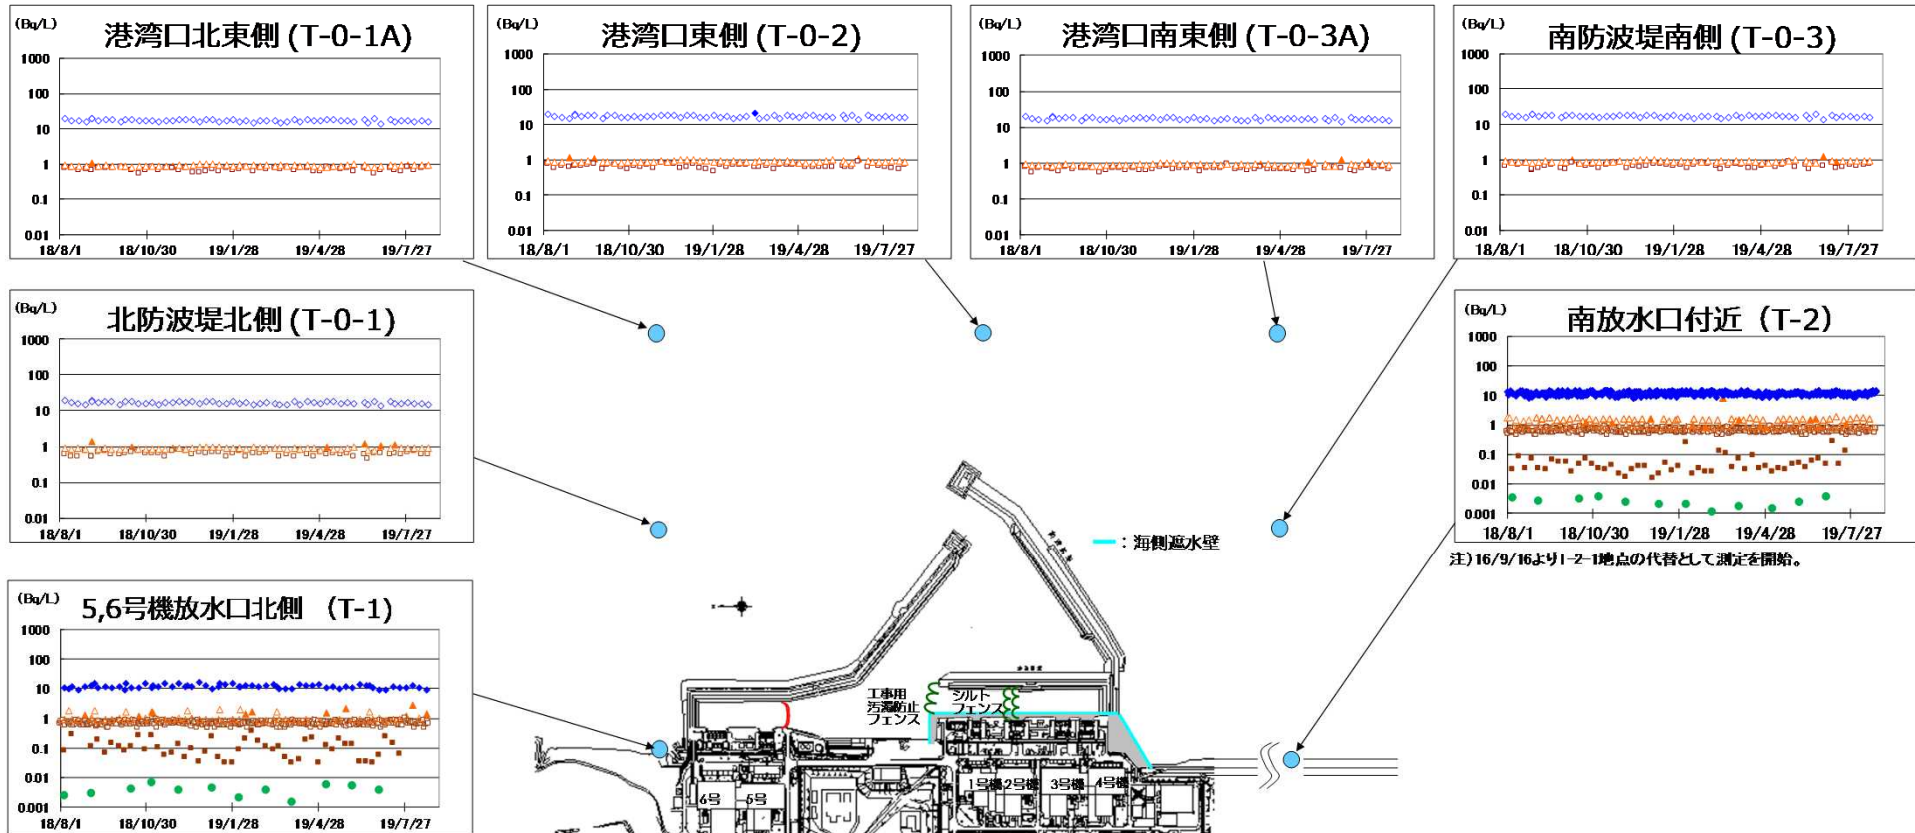 (Bq/L)
港湾口北東側 (T-0-1A)
1000
100
10
1
0.1
0.01
18/8/1 18/10/30 19/1/28 19/4/28 19/7/27
(Bq/L)
港湾口東側 (T-0-2)
1000
100
10
1
0.1
0.01
18/8/1 18/10/30 19/1/28 19/4/28 19/7/27
(Bq/L)
港湾口南東側 (T-0-3A)
1000
100
10
1
0.1
0.01
18/8/1 18/10/30 19/1/28 19/4/28 19/7/27
(Bq/L)
南防波堤南側 (T-0-3)
1000
100
10
1
0.1
0.01
18/8/1 18/10/30 19/1/28 19/4/28 19/7/27
(Bq/L)
北防波堤北側 (T-0-1)
1000
100
10
1
0.1
0.01
18/8/1 18/10/30 19/1/28 19/4/28 19/7/27
(Bq/L)
南放水口付近 (T-2)
1000
100
10
1
0.1
0.01
0.001
18/8/1 18/10/30 19/1/28 19/4/28 19/7/27
注)16/9/16よりT-2-1地点の代替として測定を開始。
：海側遮水壁
(Bq/L)
5,6号機放水口北側 (T-1)
1000
100
10
1
0.1
0.01
0.001
18/8/1 18/10/30 19/1/28 19/4/28 19/7/27
工事用
汚濁防止
フェンス
シルト
フェンス
1号機
2号機
3号機
4号機
6号
5号